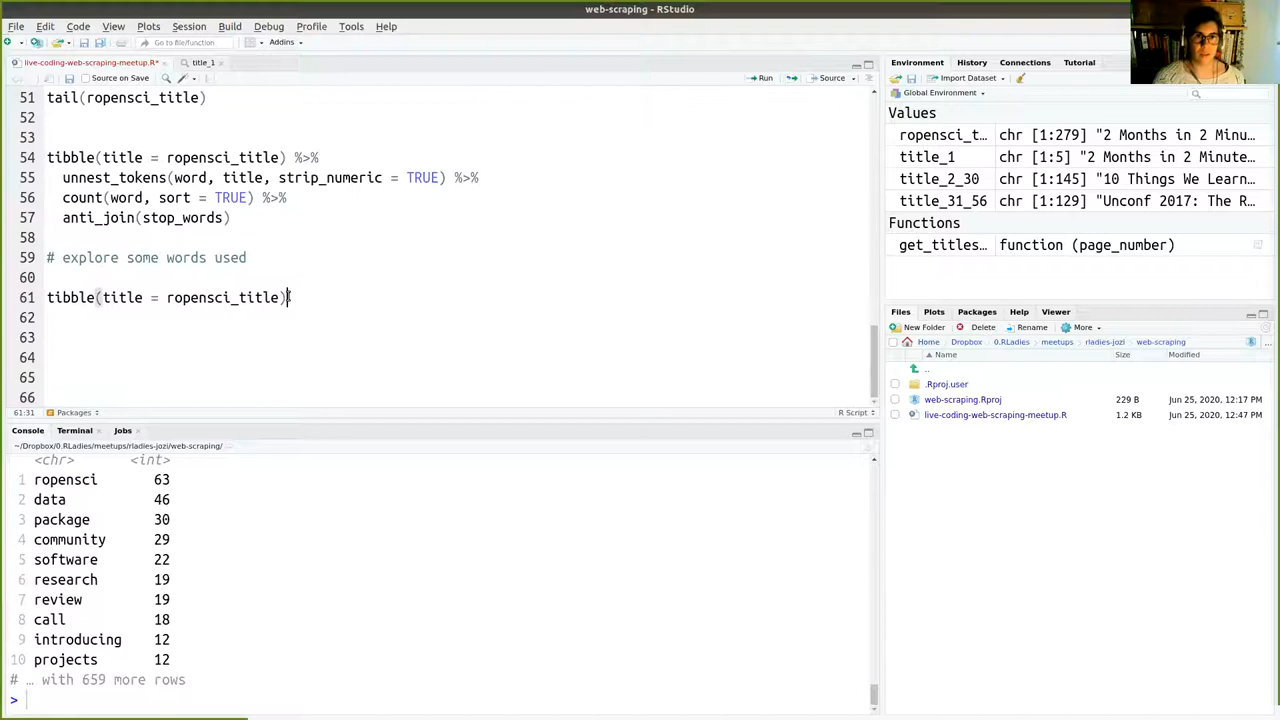 web-scraping - RStudio
File Edit Code View Plots Session Build Debug Profile Tools Help
Go to file/function Addins
live-coding-web-scraping-meetup.R* title_1
Source on Save Run Source
51 tail(ropensci_title)
52
53
54 tibble(title = ropensci_title) %>%
55 unnest_tokens(word, title, strip_numeric = TRUE) %>%
56 count(word, sort = TRUE) %>%
57 anti_join(stop_words)
58
59 # explore some words used
60
61 tibble(title = ropensci_title)
62
63
64
65
66
61:31 Packages R Script
Console Terminal Jobs
~/Dropbox/0.RLadies/meetups/rladies-jozi/web-scraping/
<chr> <int>
1 ropensci 63
2 data 46
3 package 30
4 community 29
5 software 22
6 research 19
7 review 19
8 call 18
9 introducing 12
10 projects 12
# … with 659 more rows
>
Environment History Connections Tutorial
Import Dataset
Global Environment
Values
ropensci_t… chr [1:279] "2 Months in 2 Minu…
title_1 chr [1:5] "2 Months in 2 Minute…
title_2_30 chr [1:145] "10 Things We Learn…
title_31_56 chr [1:129] "Unconf 2017: The R…
Functions
get_titles… function (page_number)
Files Plots Packages Help Viewer
New Folder Delete Rename More
Home Dropbox 0.RLadies meetups rladies-jozi web-scraping ...
Name Size Modified
..
.Rproj.user
web-scraping.Rproj 229 B Jun 25, 2020, 12:17 PM
live-coding-web-scraping-meetup.R 1.2 KB Jun 25, 2020, 12:47 PM